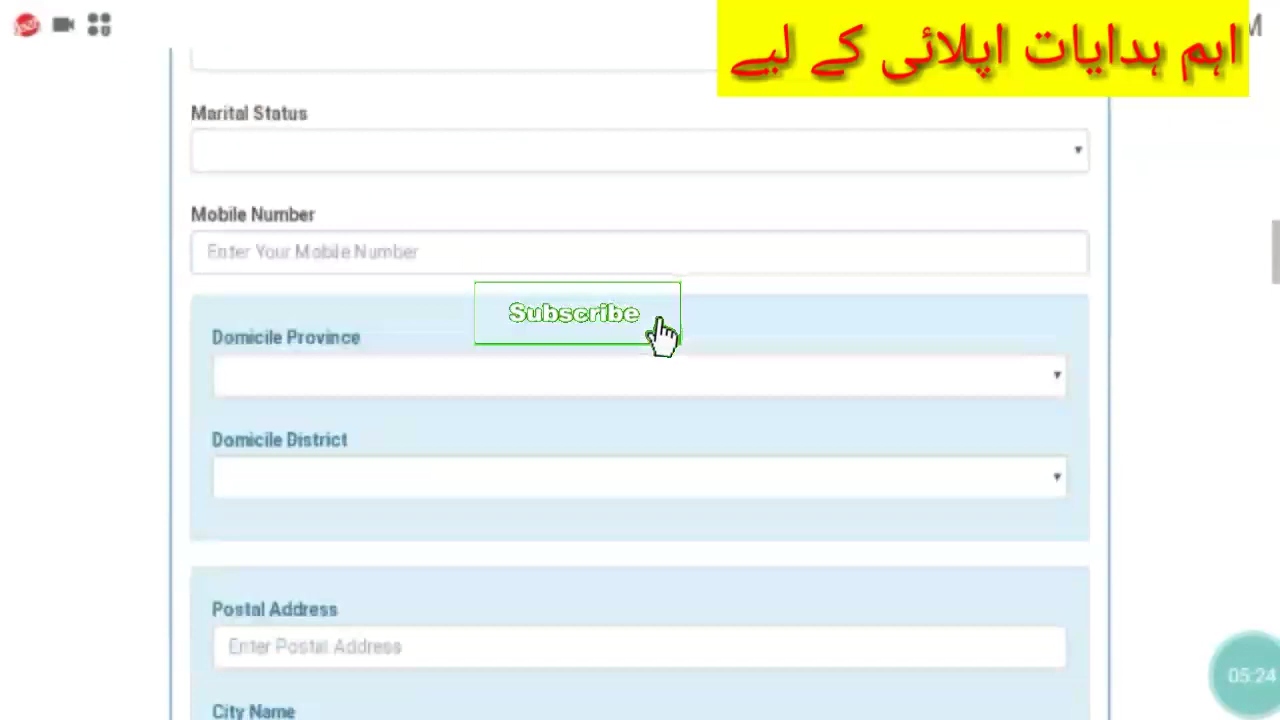 اہم ہدایات اپلائی کے لیے
M
Marital Status
Mobile Number
Enter Your Mobile Number
Subscribe
Domicile Province
Domicile District
Postal Address
Enter Postal Address
City Name
05:24